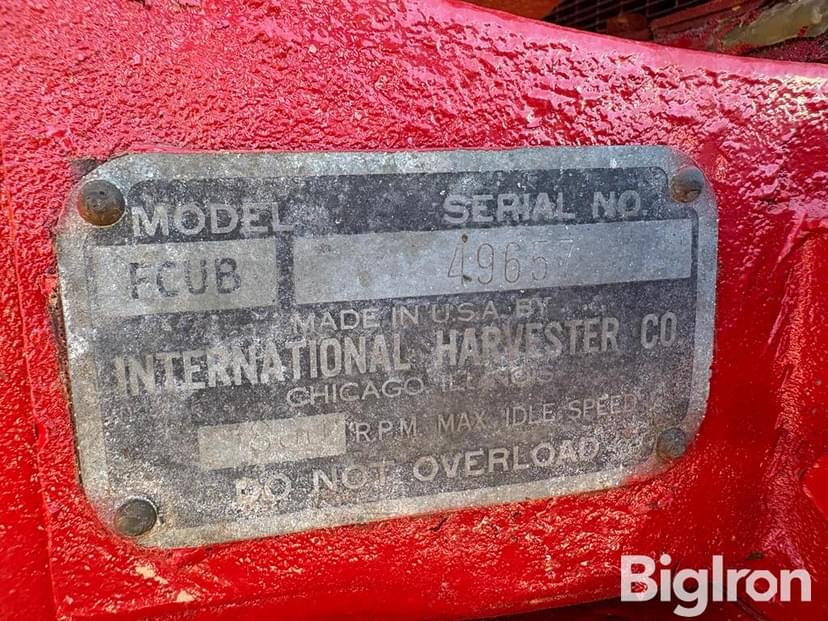 MODEL SERIAL NO.
FCUB 49657
MADE IN U.S.A. BY
INTERNATIONAL HARVESTER CO
CHICAGO ILLINOIS
R.P.M. MAX. IDLE SPEED
DO NOT OVERLOAD
BigIron